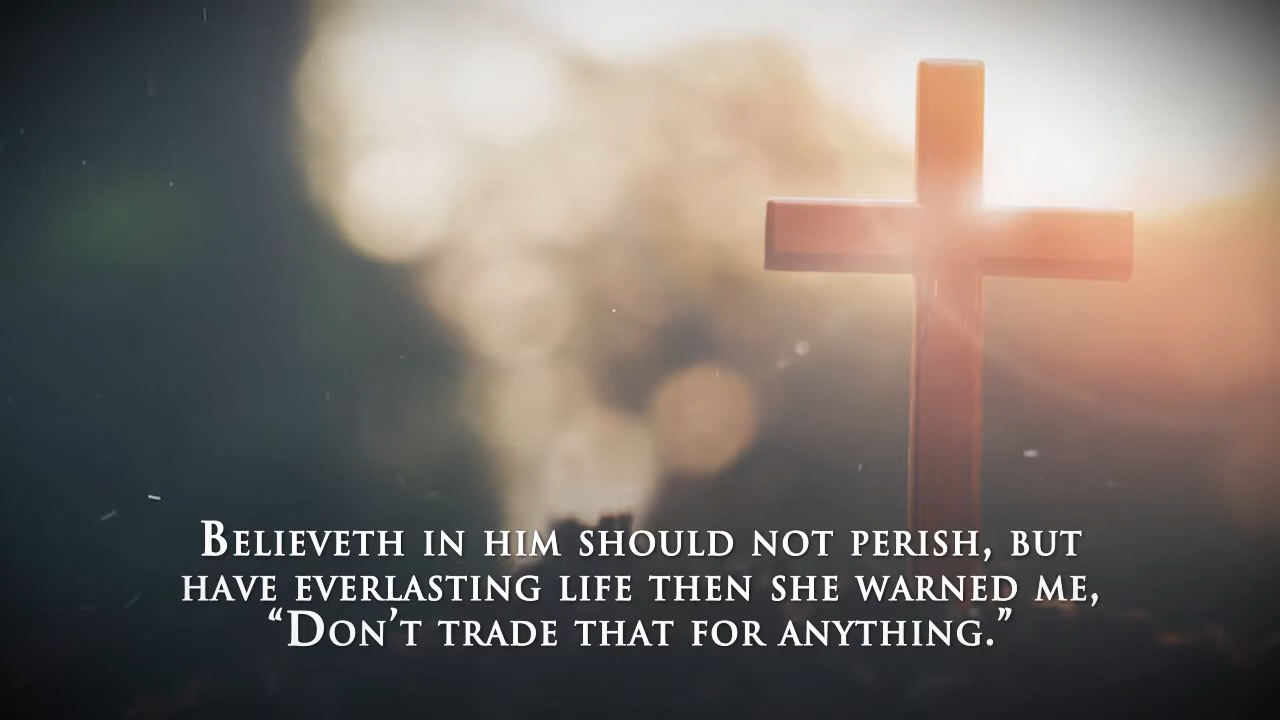 Believeth in him should not perish, but
have everlasting life then she warned me,
“Don’t trade that for anything.”